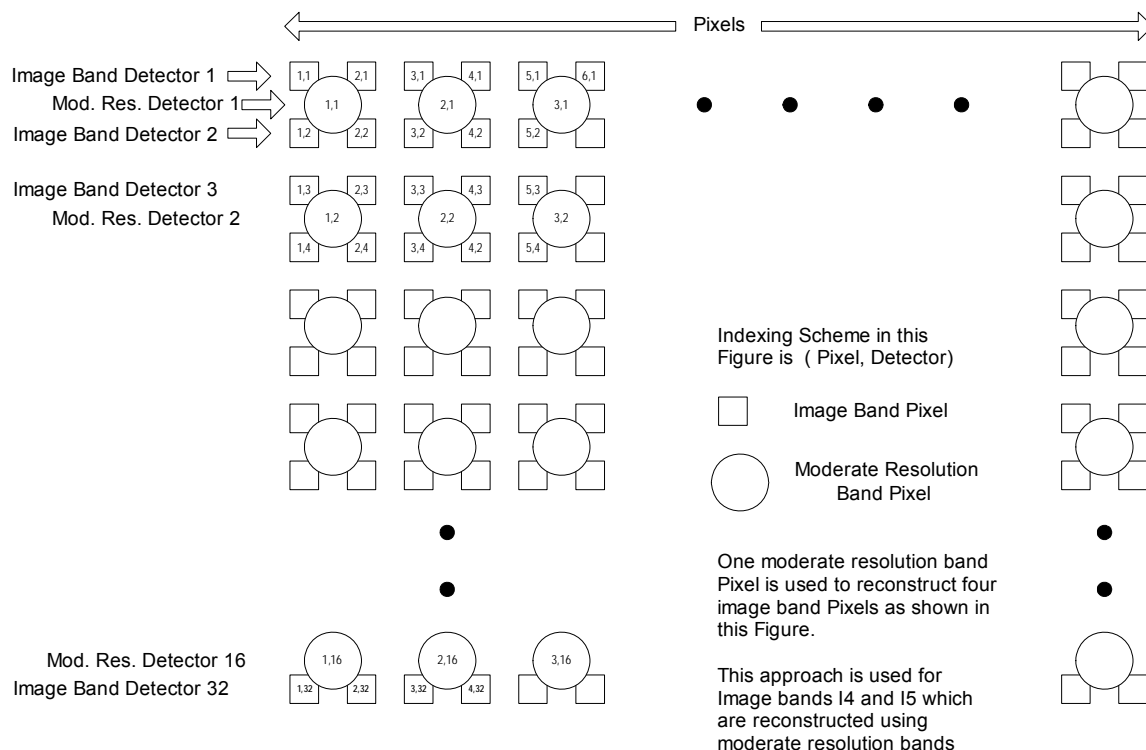 Pixels
Image Band Detector 1
1,1 2,1 3,1 4,1 5,1 6,1
Mod. Res. Detector 1
1,1 2,1 3,1
Image Band Detector 2
1,2 2,2 3,2 4,2 5,2
Image Band Detector 3
1,3 2,3 3,3 4,3 5,3
Mod. Res. Detector 2
1,2 2,2 3,2
1,4 2,4 3,4 4,2 5,4
Indexing Scheme in this
Figure is ( Pixel, Detector)
Image Band Pixel
Moderate Resolution
Band Pixel
One moderate resolution band
Pixel is used to reconstruct four
image band Pixels as shown in
this Figure.
Mod. Res. Detector 16
1,16 2,16 3,16
Image Band Detector 32
1,32 2,32 3,32 4,32
This approach is used for
Image bands I4 and I5 which
are reconstructed using
moderate resolution bands